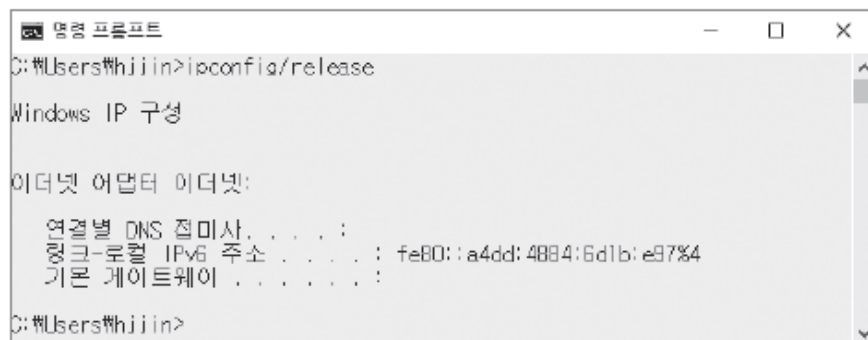 명령 프롬프트
C:₩Users₩hijin>ipconfig/release
Windows IP 구성
이더넷 어댑터 이더넷:
연결별 DNS 접미사. . . . :
링크-로컬 IPv6 주소 . . . . : fe80::a4dd:4884:6d1b:e97%4
기본 게이트웨이 . . . . . . :
C:₩Users₩hijin>